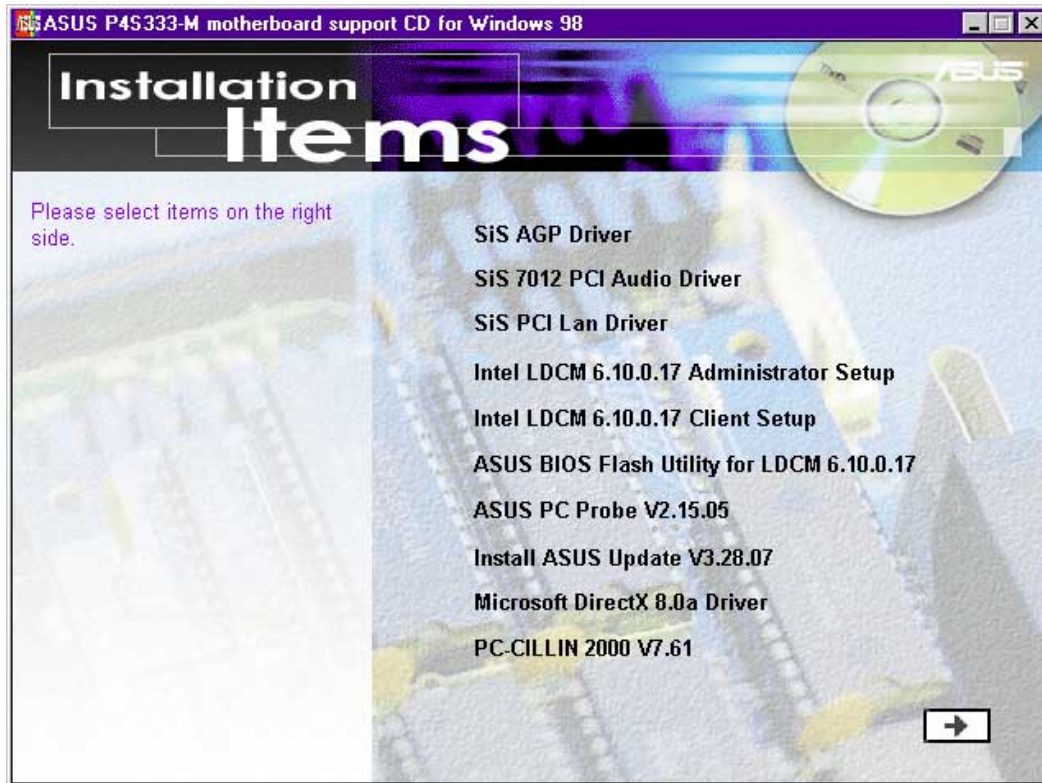 ASUS P4S333-M motherboard support CD for Windows 98
Installation
Items
ASUS
Please select items on the right
side.
SiS AGP Driver
SiS 7012 PCI Audio Driver
SiS PCI Lan Driver
Intel LDCM 6.10.0.17 Administrator Setup
Intel LDCM 6.10.0.17 Client Setup
ASUS BIOS Flash Utility for LDCM 6.10.0.17
ASUS PC Probe V2.15.05
Install ASUS Update V3.28.07
Microsoft DirectX 8.0a Driver
PC-CILLIN 2000 V7.61